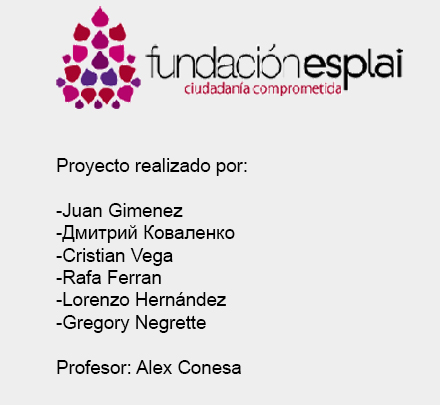 fundaciónesplai
ciudadanía comprometida
Proyecto realizado por:
-Juan Gimenez
-Дмитрий Коваленко
-Cristian Vega
-Rafa Ferran
-Lorenzo Hernández
-Gregory Negrette
Profesor: Alex Conesa